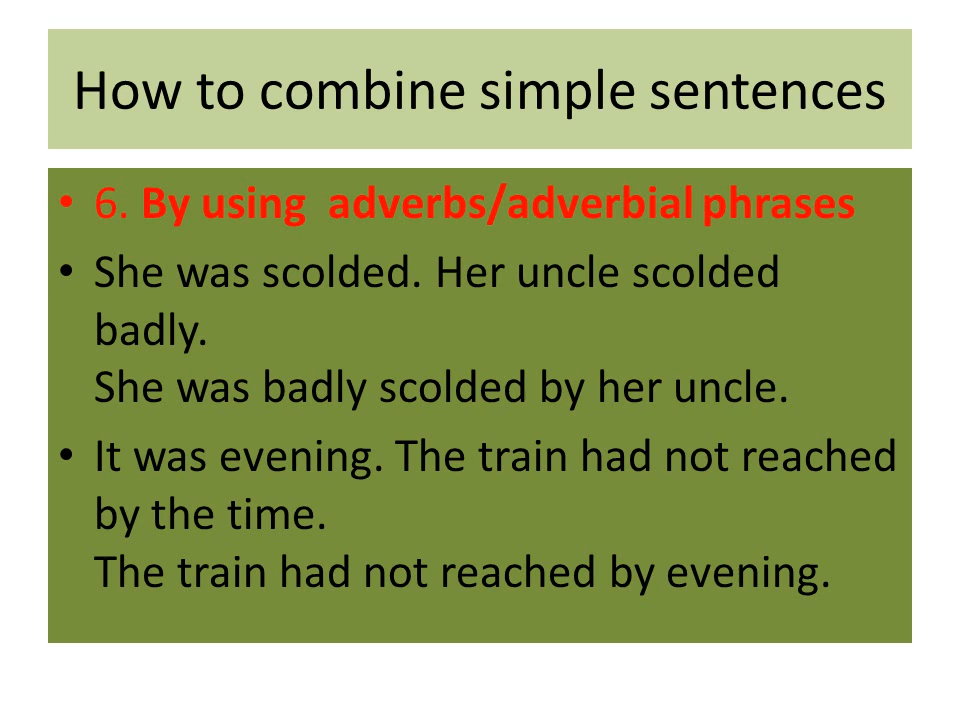 How to combine simple sentences
• 6. By using  adverbs/adverbial phrases
• She was scolded. Her uncle scolded
badly.
She was badly scolded by her uncle.
• It was evening. The train had not reached
by the time.
The train had not reached by evening.